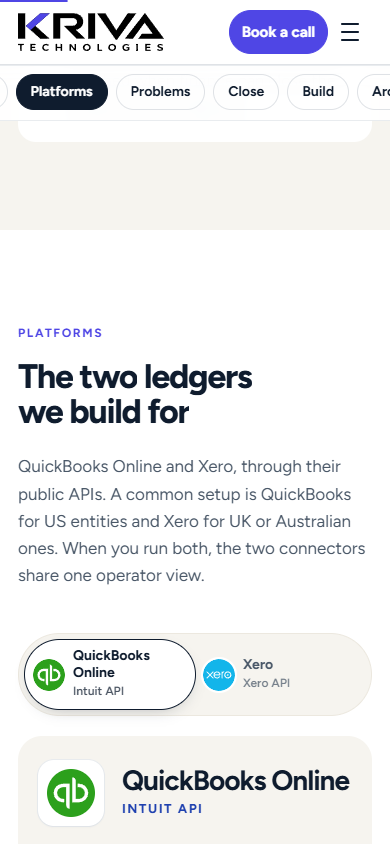 KRIVA
TECHNOLOGIES
Book a call
Platforms
Problems
Close
Build
PLATFORMS
The two ledgers
we build for
QuickBooks Online and Xero, through their
public APIs. A common setup is QuickBooks
for US entities and Xero for UK or Australian
ones. When you run both, the two connectors
share one operator view.
QuickBooks
Online
Intuit API
xero
Xero
Xero API
qb
QuickBooks Online
INTUIT API